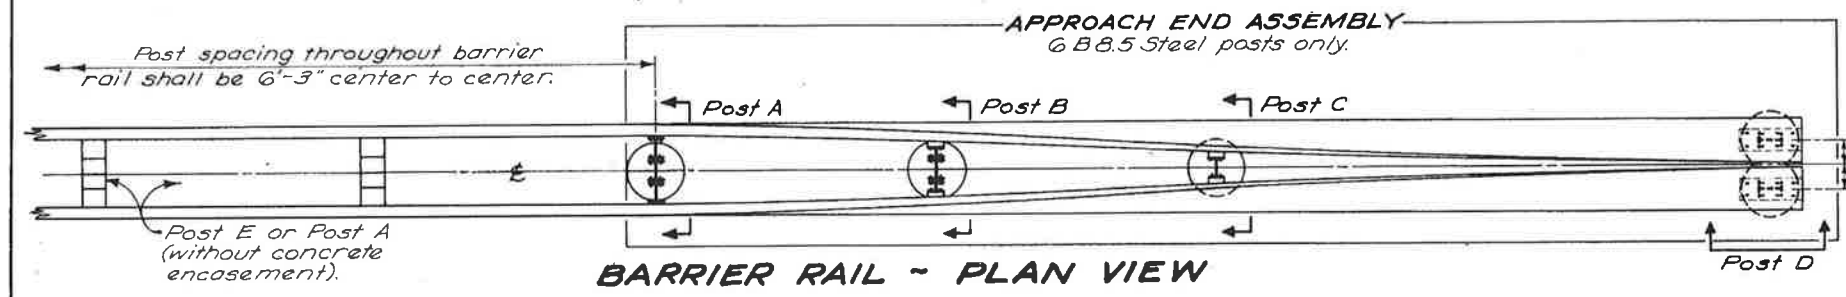 APPROACH END ASSEMBLY
6 B 8.5 Steel posts only.
Post spacing throughout barrier
rail shall be 6'-3" center to center.
Post A
Post B
Post C
℄
Post E or Post A
(without concrete
encasement).
Post D
BARRIER RAIL ~ PLAN VIEW